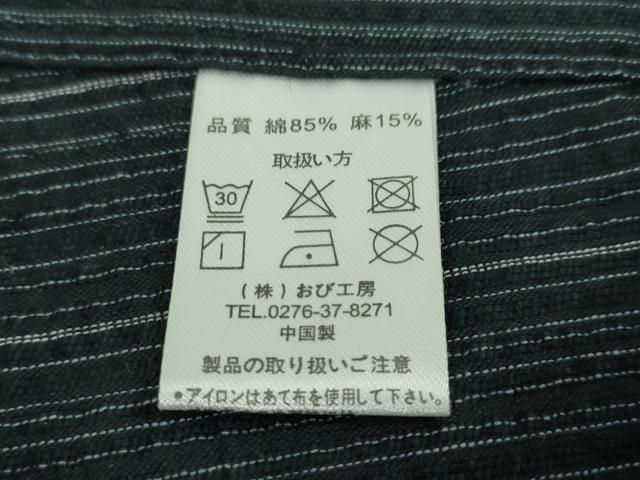 品質 綿85% 麻15%
取扱い方
30
(株)おび工房
TEL.0276-37-8271
中国製
製品の取り扱いご注意
●アイロンはあて布を使用して下さい。